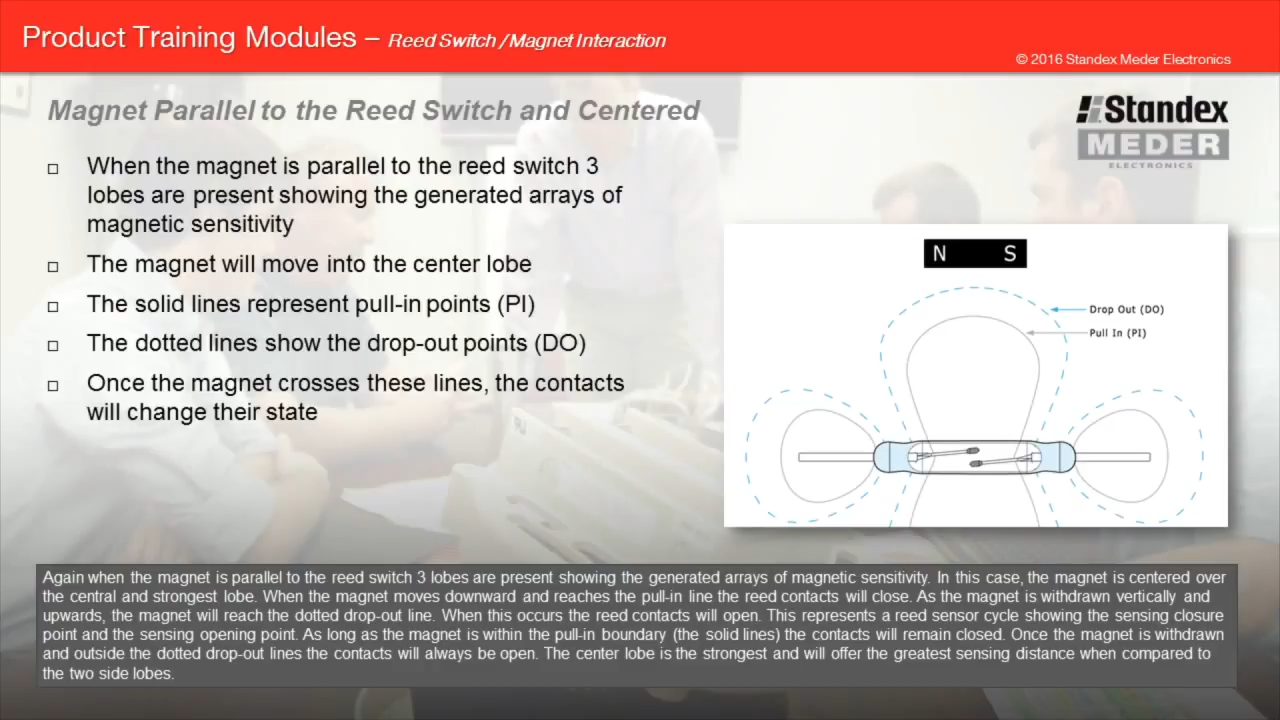 Product Training Modules – Reed Switch / Magnet Interaction
© 2016 Standex Meder Electronics
Magnet Parallel to the Reed Switch and Centered
Standex
MEDER
ELECTRONICS
□ When the magnet is parallel to the reed switch 3
lobes are present showing the generated arrays of
magnetic sensitivity
□ The magnet will move into the center lobe
□ The solid lines represent pull-in points (PI)
□ The dotted lines show the drop-out points (DO)
□ Once the magnet crosses these lines, the contacts
will change their state
N S
Drop Out (DO)
Pull In (PI)
Again when the magnet is parallel to the reed switch 3 lobes are present showing the generated arrays of magnetic sensitivity. In this case, the magnet is centered over
the central and strongest lobe. When the magnet moves downward and reaches the pull-in line the reed contacts will close. As the magnet is withdrawn vertically and
upwards, the magnet will reach the dotted drop-out line. When this occurs the reed contacts will open. This represents a reed sensor cycle showing the sensing closure
point and the sensing opening point. As long as the magnet is within the pull-in boundary (the solid lines) the contacts will remain closed. Once the magnet is withdrawn
and outside the dotted drop-out lines the contacts will always be open. The center lobe is the strongest and will offer the greatest sensing distance when compared to
the two side lobes.